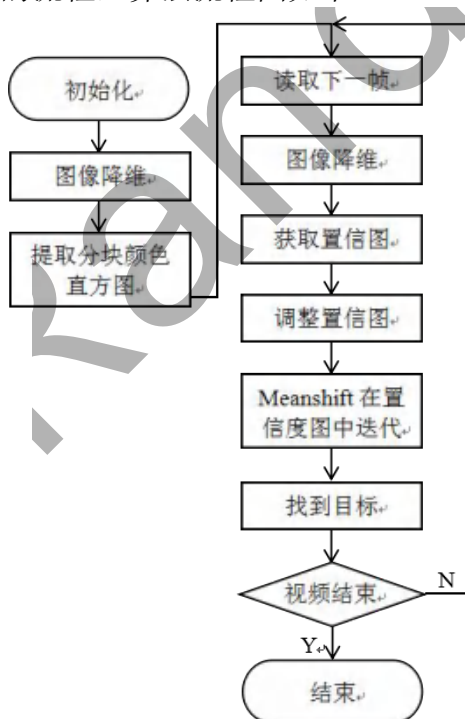 初始化
图像降维
提取分块颜色
直方图
读取下一帧
图像降维
获取置信图
调整置信图
Meanshift 在置
信度图中迭代
找到目标
视频结束
N
Y
结束